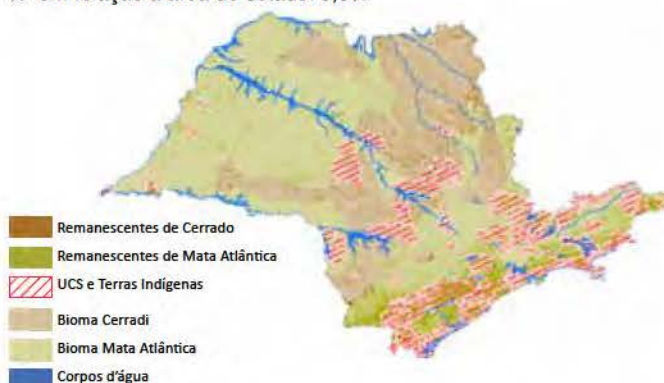 Remanescentes de Cerrado
Remanescentes de Mata Atlântica
UCS e Terras Indígenas
Bioma Cerradi
Bioma Mata Atlântica
Corpos d'água